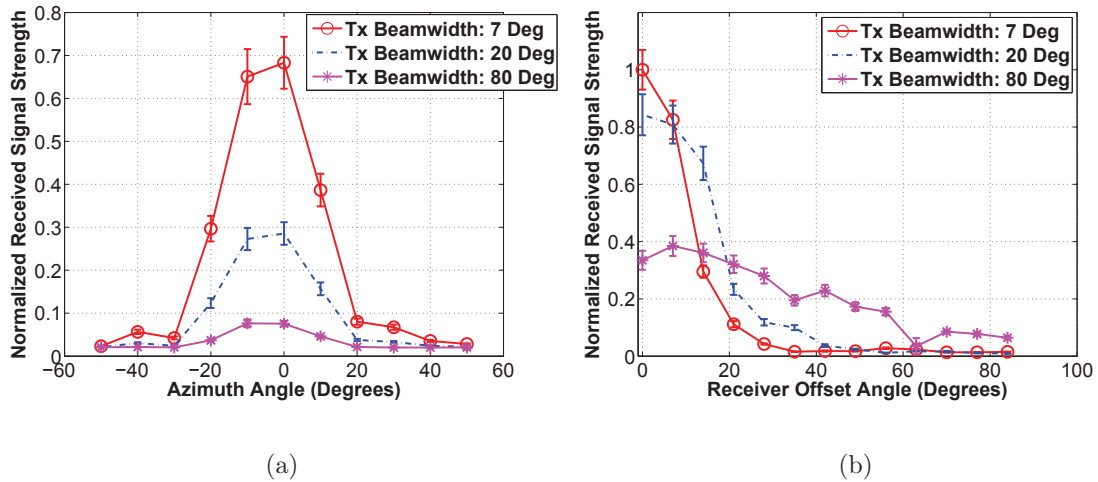 Normalized Received Signal Strength
0.8
0.7
0.6
0.5
0.4
0.3
0.2
0.1
0
−60 −40 −20 0 20 40 60
Azimuth Angle (Degrees)
Tx Beamwidth: 7 Deg
Tx Beamwidth: 20 Deg
Tx Beamwidth: 80 Deg
(a)
Normalized Received Signal Strength
1
0.8
0.6
0.4
0.2
0
0 20 40 60 80 100
Receiver Offset Angle (Degrees)
Tx Beamwidth: 7 Deg
Tx Beamwidth: 20 Deg
Tx Beamwidth: 80 Deg
(b)